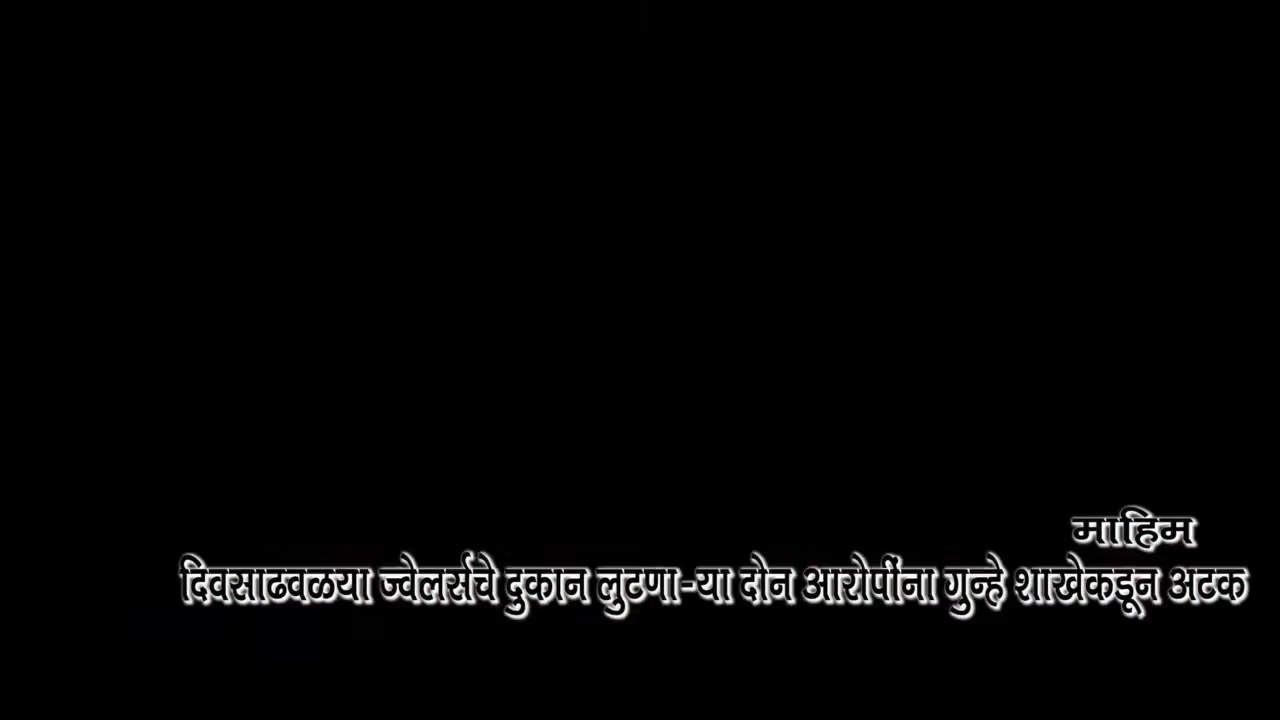 माहिम
दिवसाढवळया ज्वेलर्सचे दुकान लुटणा-या दोन आरोपींना गुन्हे शाखेकडून अटक